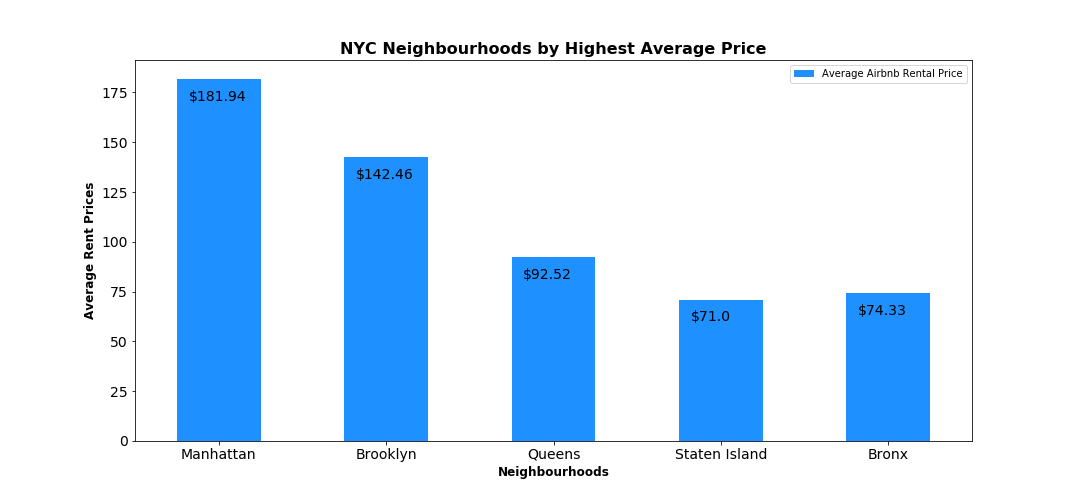 NYC Neighbourhoods by Highest Average Price
Average Airbnb Rental Price
Average Rent Prices
175
150
125
100
75
50
25
0
$181.94
$142.46
$92.52
$71.0
$74.33
Manhattan
Brooklyn
Queens
Staten Island
Bronx
Neighbourhoods